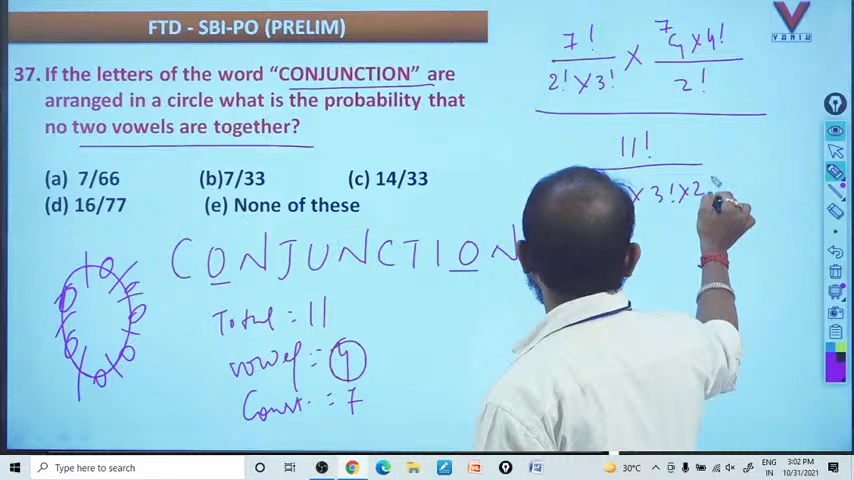 FTD - SBI-PO (PRELIM)
VANIK
37. If the letters of the word “CONJUNCTION” are
arranged in a circle what is the probability that
no two vowels are together?
(a) 7/66 (b)7/33 (c) 14/33
(d) 16/77 (e) None of these
7! / 2! × 3! × 7 4 × 4! / 2!
11!
× 3! × 2
CONJUNCTION
Total = 11
vowel = 4
Const. = 7
Type here to search
30°C
ENG
IN
3:02 PM
10/31/2021